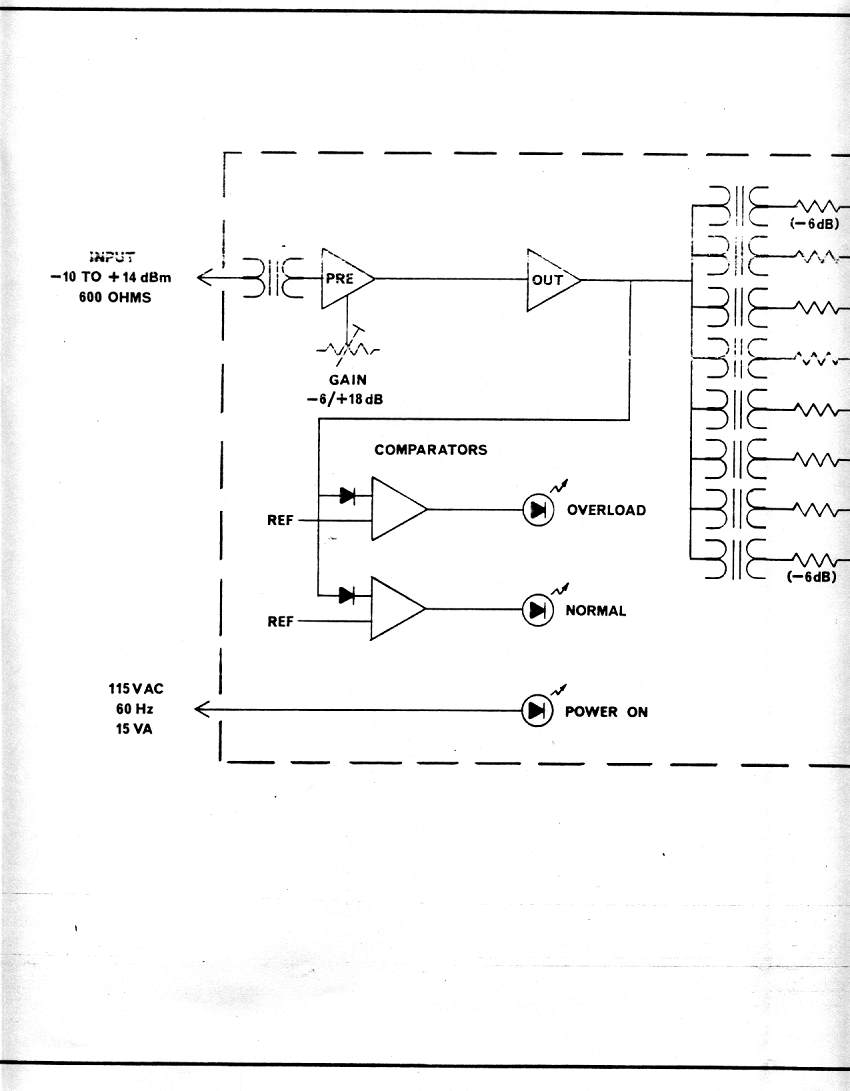 INPUT
−10 TO +14 dBm
600 OHMS
PRE
OUT
(−6dB)
GAIN
−6/+18 dB
COMPARATORS
REF
OVERLOAD
REF
NORMAL
(−6dB)
115 VAC
60 Hz
15 VA
POWER ON